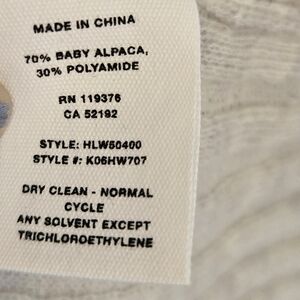 MADE IN CHINA
70% BABY ALPACA,
30% POLYAMIDE
RN 119376
CA 52192
STYLE: HLW50400
STYLE #: K06HW707
DRY CLEAN - NORMAL
CYCLE
ANY SOLVENT EXCEPT
TRICHLOROETHYLENE